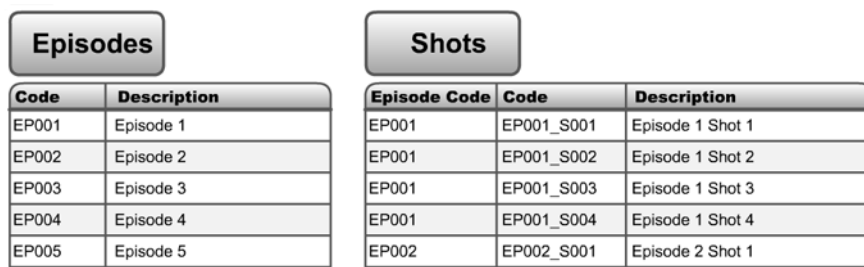 Episodes
Code Description
EP001 Episode 1
EP002 Episode 2
EP003 Episode 3
EP004 Episode 4
EP005 Episode 5
Shots
Episode Code Code Description
EP001 EP001_S001 Episode 1 Shot 1
EP001 EP001_S002 Episode 1 Shot 2
EP001 EP001_S003 Episode 1 Shot 3
EP001 EP001_S004 Episode 1 Shot 4
EP002 EP002_S001 Episode 2 Shot 1